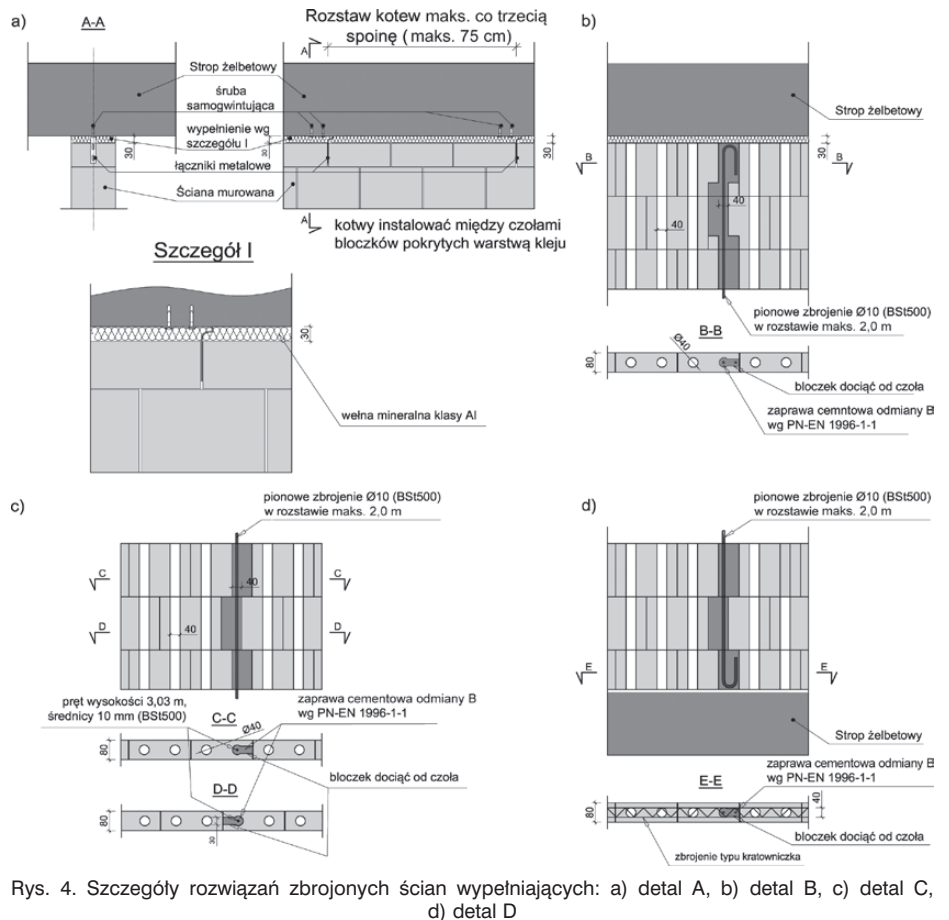 a)
A-A
Rozstaw kotew maks. co trzecią
spoinę (maks. 75 cm)
A
Strop żelbetowy
śruba
samogwintująca
wypełnienie wg
szczegółu I
30
30
30
łączniki metalowe
Ściana murowana
A
kotwy instalować między czołami
bloczków pokrytych warstwą kleju
Szczegół I
30
wełna mineralna klasy AI
b)
Strop żelbetowy
30
B
B
40
40
pionowe zbrojenie Ø10 (BSt500)
w rozstawie maks. 2,0 m
B-B
Ø40
80
bloczek dociąć od czoła
zaprawa cemntowa odmiany B
wg PN-EN 1996-1-1
c)
pionowe zbrojenie Ø10 (BSt500)
w rozstawie maks. 2,0 m
C
C
40
D
D
40
pręt wysokości 3,03 m,
średnicy 10 mm (BSt500)
zaprawa cementowa odmiany B
wg PN-EN 1996-1-1
C-C
Ø40
80
bloczek dociąć od czoła
D-D
80
30
d)
pionowe zbrojenie Ø10 (BSt500)
w rozstawie maks. 2,0 m
E
E
Strop żelbetowy
zaprawa cementowa odmiany B
wg PN-EN 1996-1-1
E-E
40
80
bloczek dociąć od czoła
zbrojenie typu kratowniczka
Rys. 4. Szczegóły rozwiązań zbrojonych ścian wypełniających: a) detal A, b) detal B, c) detal C,
d) detal D